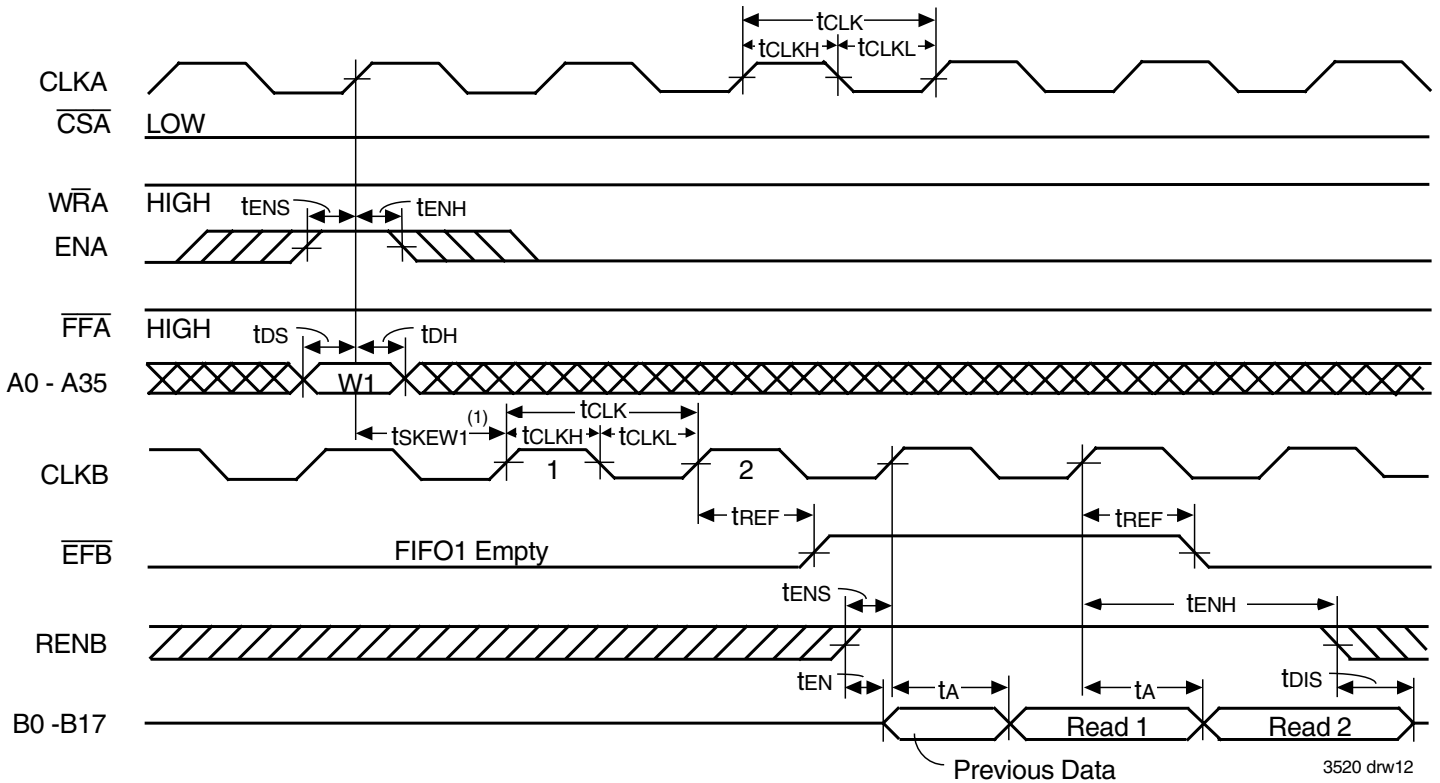 tCLK
tCLKH tCLKL
CLKA
CSA LOW
WRA HIGH
tENS tENH
ENA
FFA HIGH
tDS tDH
A0 - A35 W1
tSKEW1 (1) tCLK
tCLKH tCLKL
CLKB 1 2
tREF tREF
EFB FIFO1 Empty
tENS tENH
RENB
tEN tA tA tDIS
B0 -B17 Read 1 Read 2
Previous Data
3520 drw12